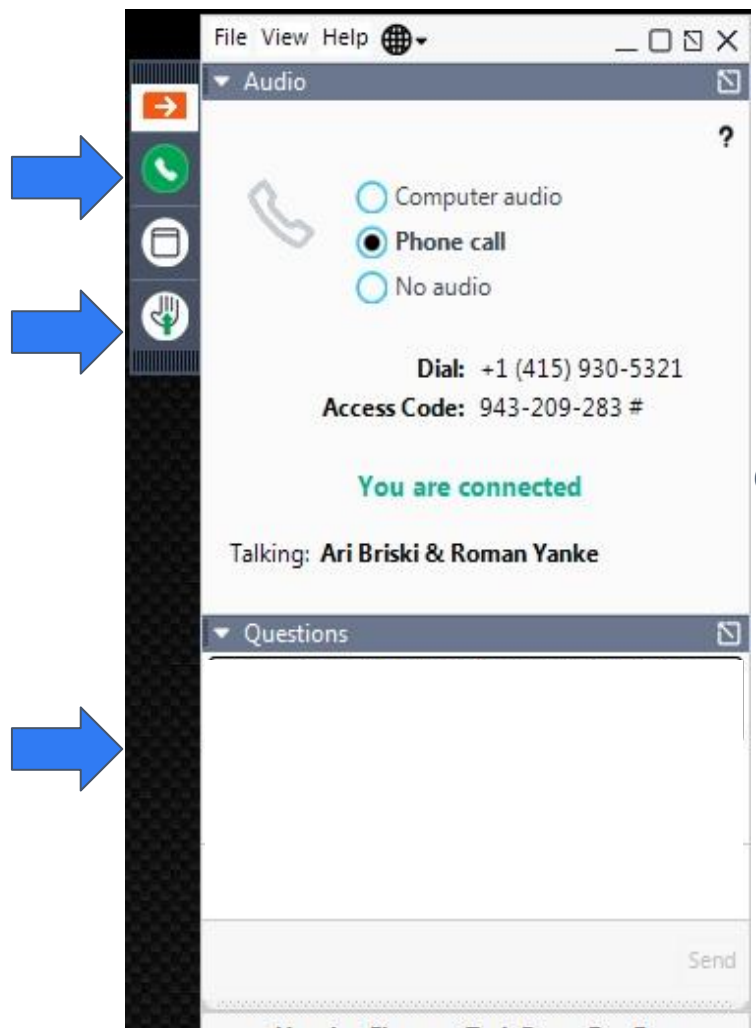 File View Help
Audio
?
Computer audio
Phone call
No audio
Dial: +1 (415) 930-5321
Access Code: 943-209-283 #
You are connected
Talking: Ari Briski & Roman Yanke
Questions
Send